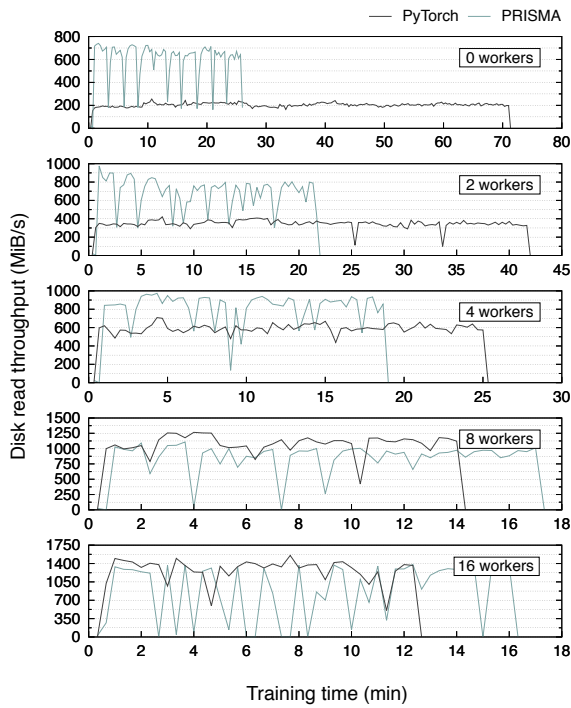 PyTorch PRISMA
800
600
400
200
0
0 workers
0 10 20 30 40 50 60 70 80
1000
800
600
400
200
0
2 workers
0 5 10 15 20 25 30 35 40 45
Disk read throughput (MiB/s)
1000
800
600
400
200
0
4 workers
5 10 15 20 25 30
1500
1250
1000
750
500
250
0
8 workers
0 2 4 6 8 10 12 14 16 18
1750
1400
1050
700
350
0
16 workers
0 2 4 6 8 10 12 14 16 18
Training time (min)